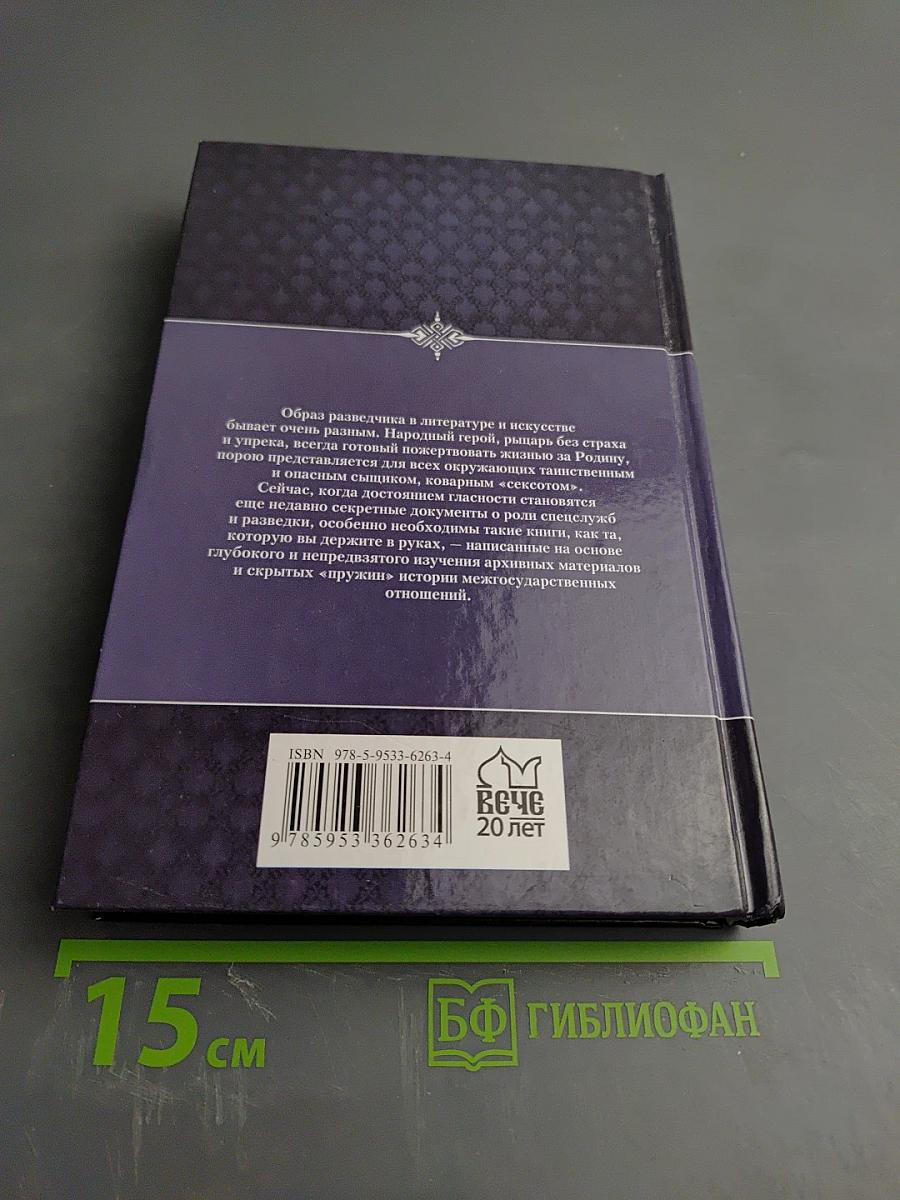 Образ разведчика в литературе и искусстве
бывает очень разным. Народный герой, рыцарь без страха
и упрека, всегда готовый пожертвовать жизнью за Родину,
порою представляется для всех окружающих таинственным
и опасным сыщиком, коварным «сексотом».
Сейчас, когда достоянием гласности становятся
еще недавно секретные документы о роли спецслужб
и разведки, особенно необходимы такие книги, как та,
которую вы держите в руках, — написанные на основе
глубокого и непредвзятого изучения архивных материалов
и скрытых «пружин» истории межгосударственных
отношений.
ISBN 978-5-9533-6263-4
9 785953 362634
ВЕЧЕ
20 лет
15 см
БФ ГИБЛИОФАН